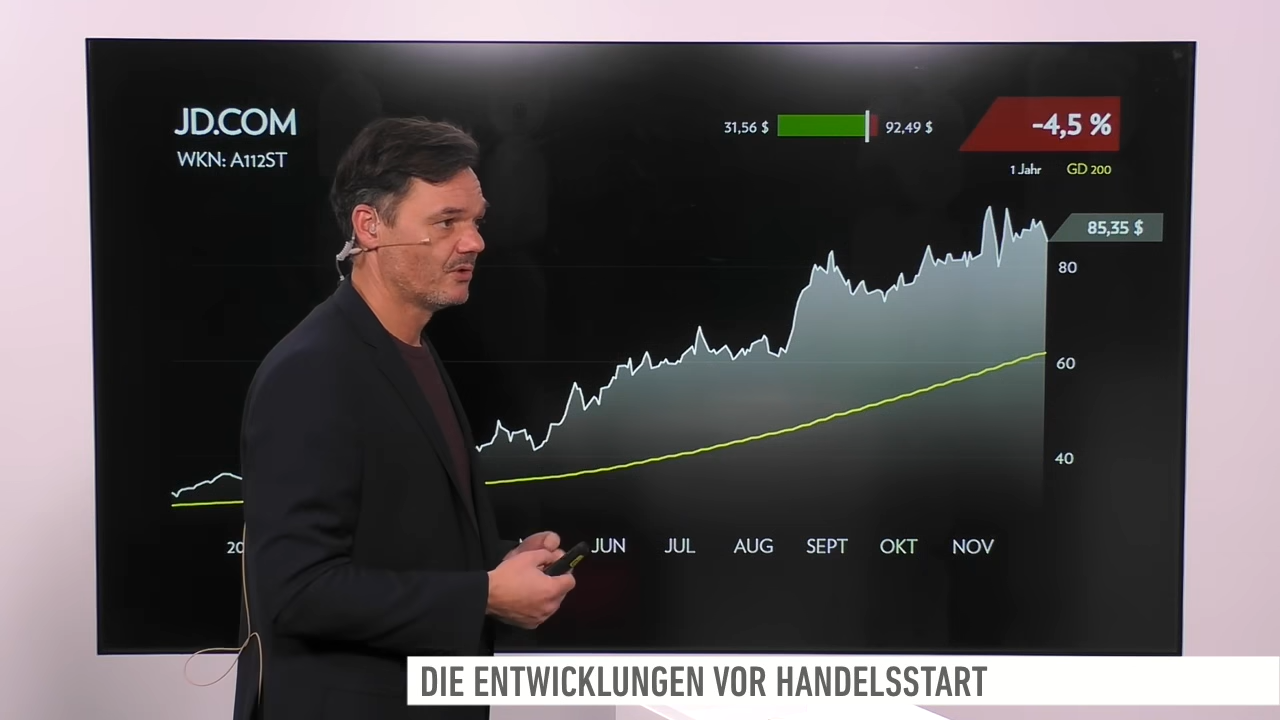 JD.COM
WKN: A112ST
31,56 $
92,49 $
-4,5 %
1 Jahr GD 200
85,35 $
80
60
40
20
JUN JUL AUG SEPT OKT NOV
DIE ENTWICKLUNGEN VOR HANDELSSTART